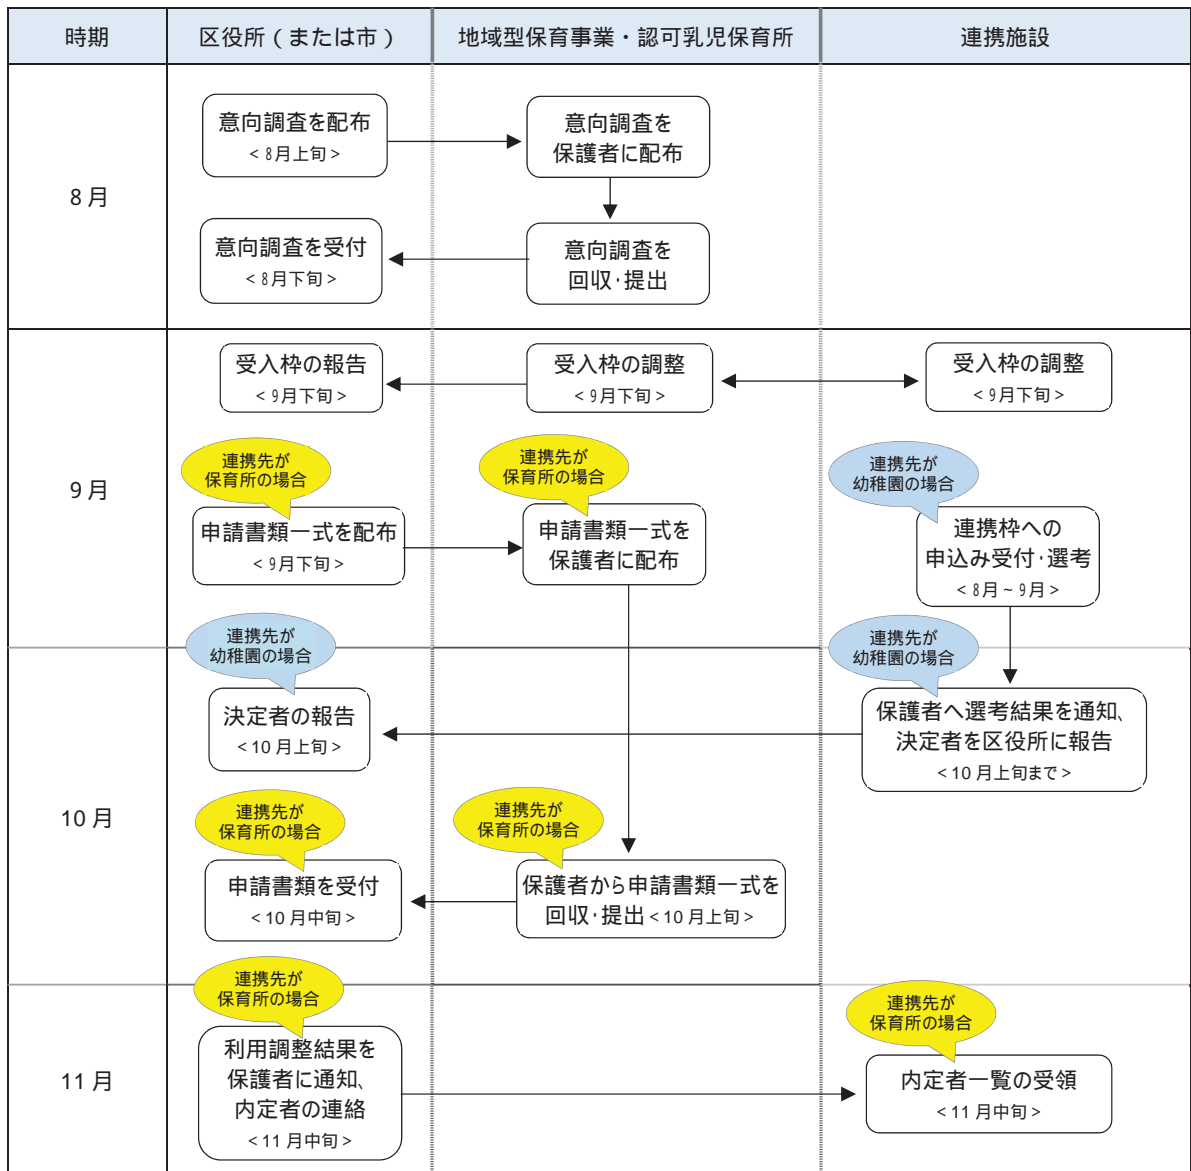 時期
区役所（または市）
地域型保育事業・認可乳児保育所
連携施設
8月
意向調査を配布
＜8月上旬＞
意向調査を
保護者に配布
意向調査を受付
＜8月下旬＞
意向調査を
回収・提出
9月
受入枠の報告
＜9月下旬＞
受入枠の調整
＜9月下旬＞
受入枠の調整
＜9月下旬＞
連携先が
保育所の場合
申請書類一式を配布
＜9月下旬＞
連携先が
保育所の場合
申請書類一式を
保護者に配布
連携先が
幼稚園の場合
連携枠への
申込み受付・選考
＜8月～9月＞
10月
連携先が
幼稚園の場合
決定者の報告
＜10月上旬＞
連携先が
幼稚園の場合
保護者へ選考結果を通知、
決定者を区役所に報告
＜10月上旬まで＞
連携先が
保育所の場合
申請書類を受付
＜10月中旬＞
連携先が
保育所の場合
保護者から申請書類一式を
回収・提出＜10月上旬＞
11月
連携先が
保育所の場合
利用調整結果を
保護者に通知、
内定者の連絡
＜11月中旬＞
連携先が
保育所の場合
内定者一覧の受領
＜11月中旬＞